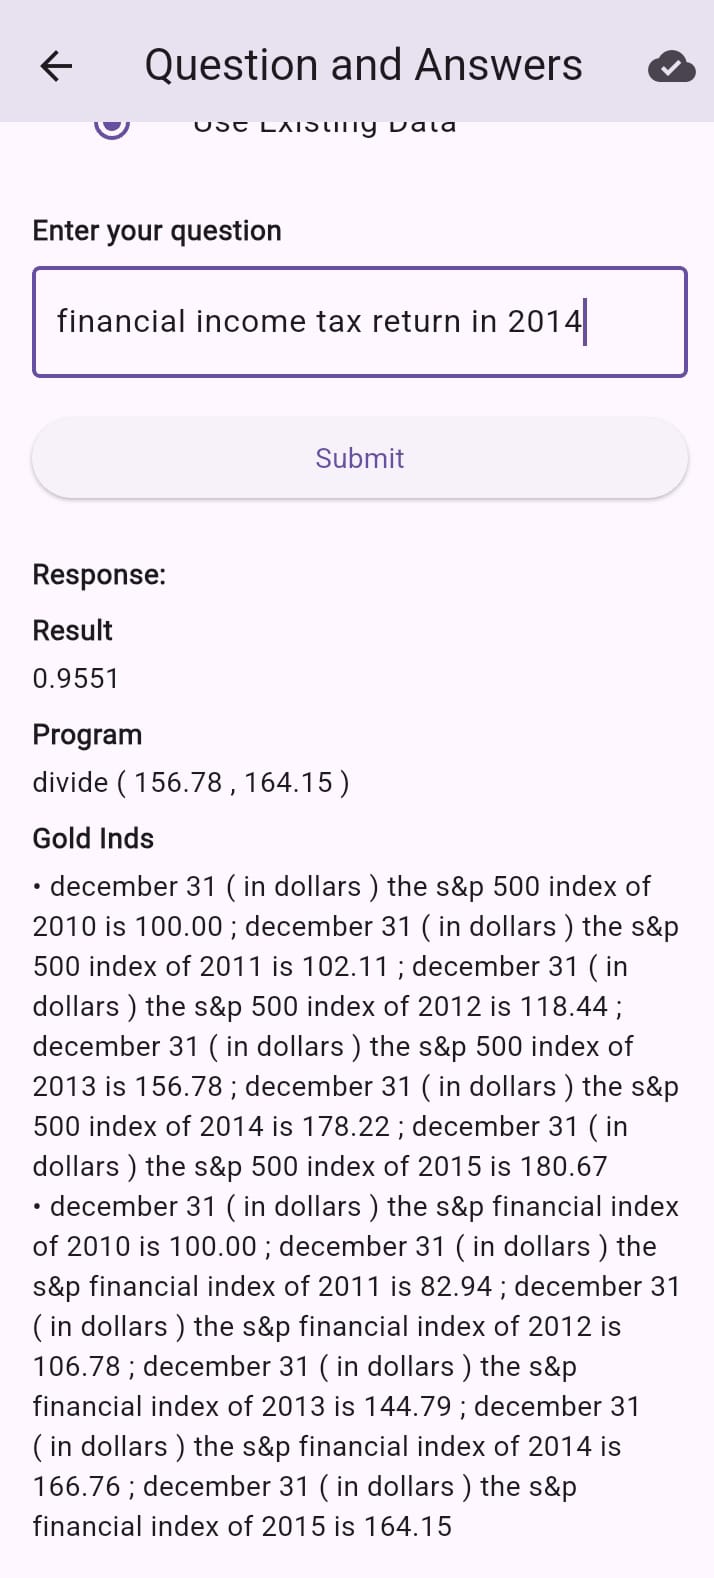 Question and Answers
Use Existing Data
Enter your question
financial income tax return in 2014
Submit
Response:
Result
0.9551
Program
divide ( 156.78 , 164.15 )
Gold Inds
• december 31 ( in dollars ) the s&p 500 index of
2010 is 100.00 ; december 31 ( in dollars ) the s&p
500 index of 2011 is 102.11 ; december 31 ( in
dollars ) the s&p 500 index of 2012 is 118.44 ;
december 31 ( in dollars ) the s&p 500 index of
2013 is 156.78 ; december 31 ( in dollars ) the s&p
500 index of 2014 is 178.22 ; december 31 ( in
dollars ) the s&p 500 index of 2015 is 180.67
• december 31 ( in dollars ) the s&p financial index
of 2010 is 100.00 ; december 31 ( in dollars ) the
s&p financial index of 2011 is 82.94 ; december 31
( in dollars ) the s&p financial index of 2012 is
106.78 ; december 31 ( in dollars ) the s&p
financial index of 2013 is 144.79 ; december 31
( in dollars ) the s&p financial index of 2014 is
166.76 ; december 31 ( in dollars ) the s&p
financial index of 2015 is 164.15